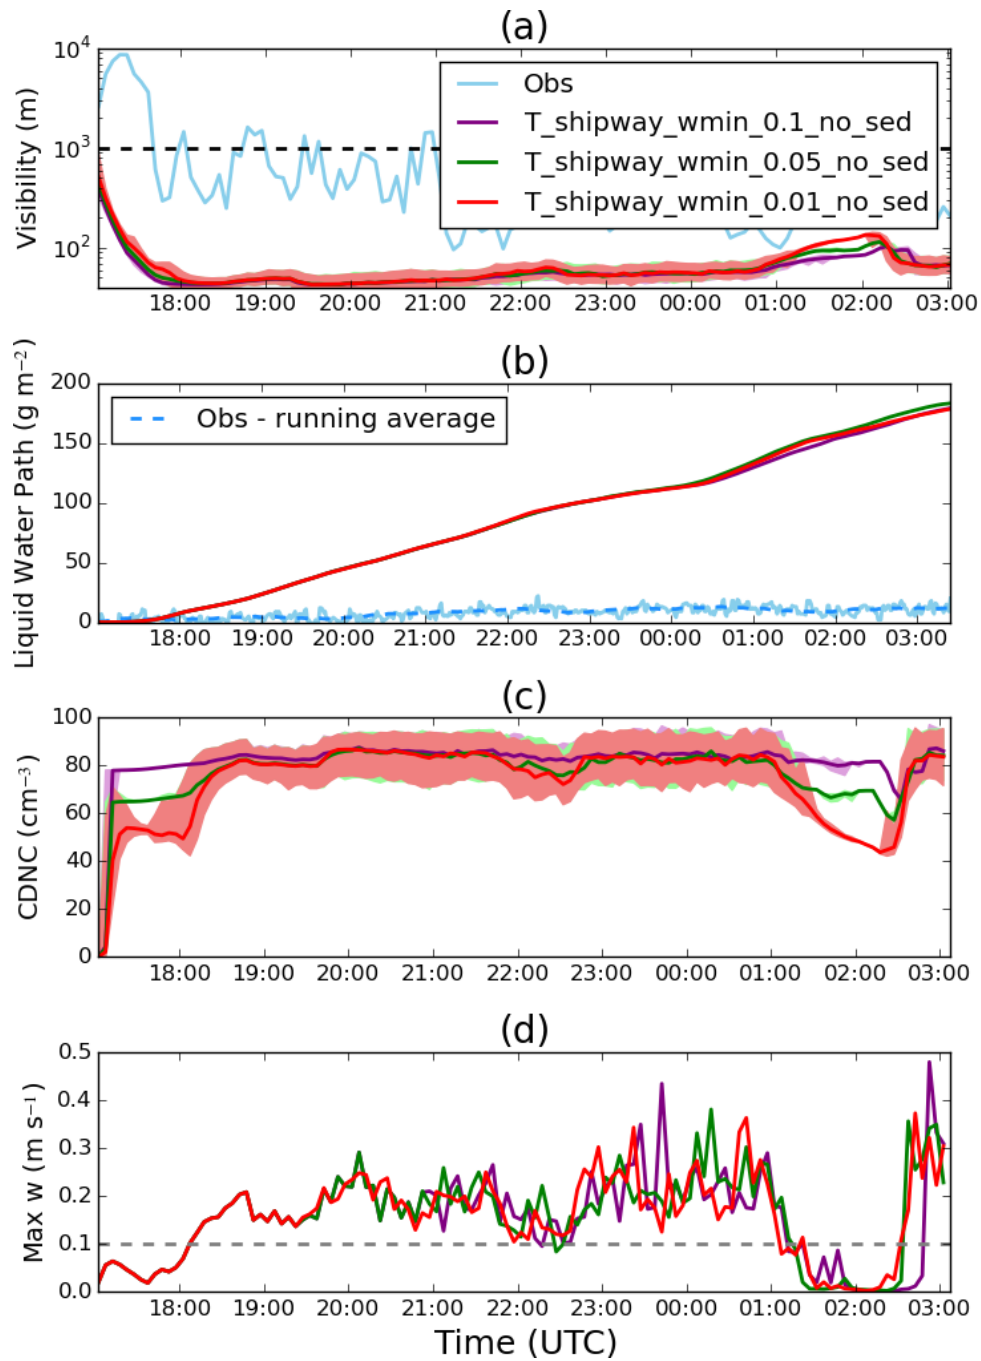 (a)
Visibility (m)
10⁴
10³
10²
Obs
T_shipway_wmin_0.1_no_sed
T_shipway_wmin_0.05_no_sed
T_shipway_wmin_0.01_no_sed
18:00 19:00 20:00 21:00 22:00 23:00 00:00 01:00 02:00 03:00
(b)
Liquid Water Path (g m⁻²)
200
150
100
50
0
Obs - running average
18:00 19:00 20:00 21:00 22:00 23:00 00:00 01:00 02:00 03:00
(c)
CDNC (cm⁻³)
100
80
60
40
20
0
18:00 19:00 20:00 21:00 22:00 23:00 00:00 01:00 02:00 03:00
(d)
Max w (m s⁻¹)
0.5
0.4
0.3
0.2
0.1
0.0
18:00 19:00 20:00 21:00 22:00 23:00 00:00 01:00 02:00 03:00
Time (UTC)